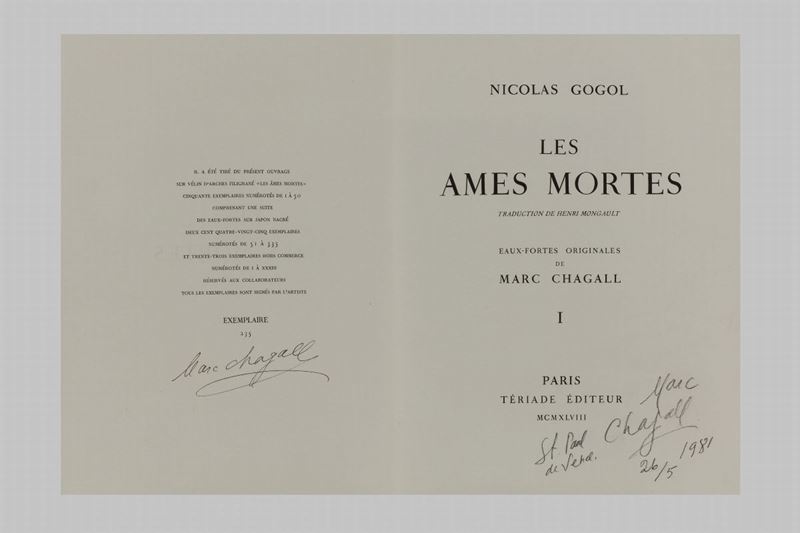 IL A ÉTÉ TIRÉ DU PRÉSENT OUVRAGE
SUR VÉLIN D'ARCHES FILIGRANÉ «LES ÂMES MORTES»
CINQUANTE EXEMPLAIRES NUMÉROTÉS DE 1 À 50
COMPRENANT UNE SUITE
DES EAUX-FORTES SUR JAPON NACRÉ
DEUX CENT QUATRE-VINGT-CINQ EXEMPLAIRES
NUMÉROTÉS DE 51 À 335
ET TRENTE-TROIS EXEMPLAIRES HORS COMMERCE
NUMÉROTÉS DE I À XXXIII
RÉSERVÉS AUX COLLABORATEURS
TOUS LES EXEMPLAIRES SONT SIGNÉS PAR L'ARTISTE
EXEMPLAIRE
235
Marc Chagall
NICOLAS GOGOL
LES
AMES MORTES
TRADUCTION DE HENRI MONGAULT
EAUX-FORTES ORIGINALES
DE
MARC CHAGALL
I
PARIS
TÉRIADE ÉDITEUR
MCMXLVIII
Marc
Chagall
St Paul
de Vence.
26/5 1981